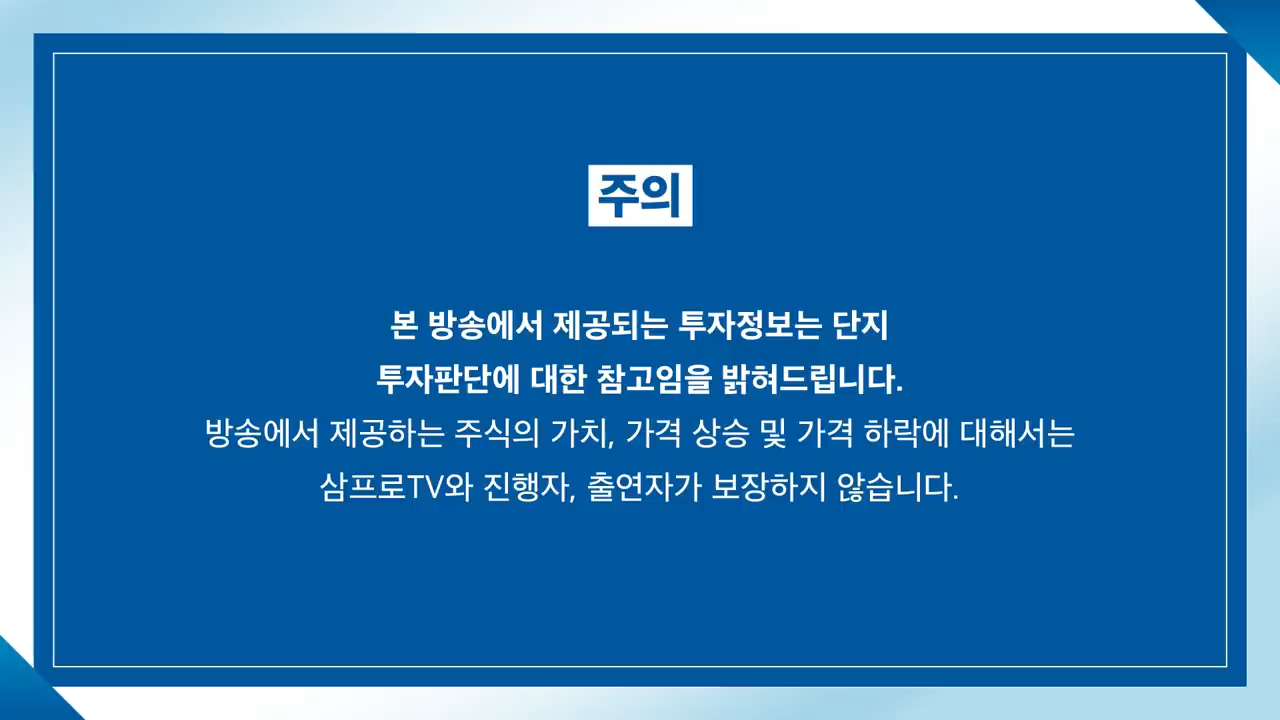 주의
본 방송에서 제공되는 투자정보는 단지
투자판단에 대한 참고임을 밝혀드립니다.
방송에서 제공하는 주식의 가치, 가격 상승 및 가격 하락에 대해서는
삼프로TV와 진행자, 출연자가 보장하지 않습니다.